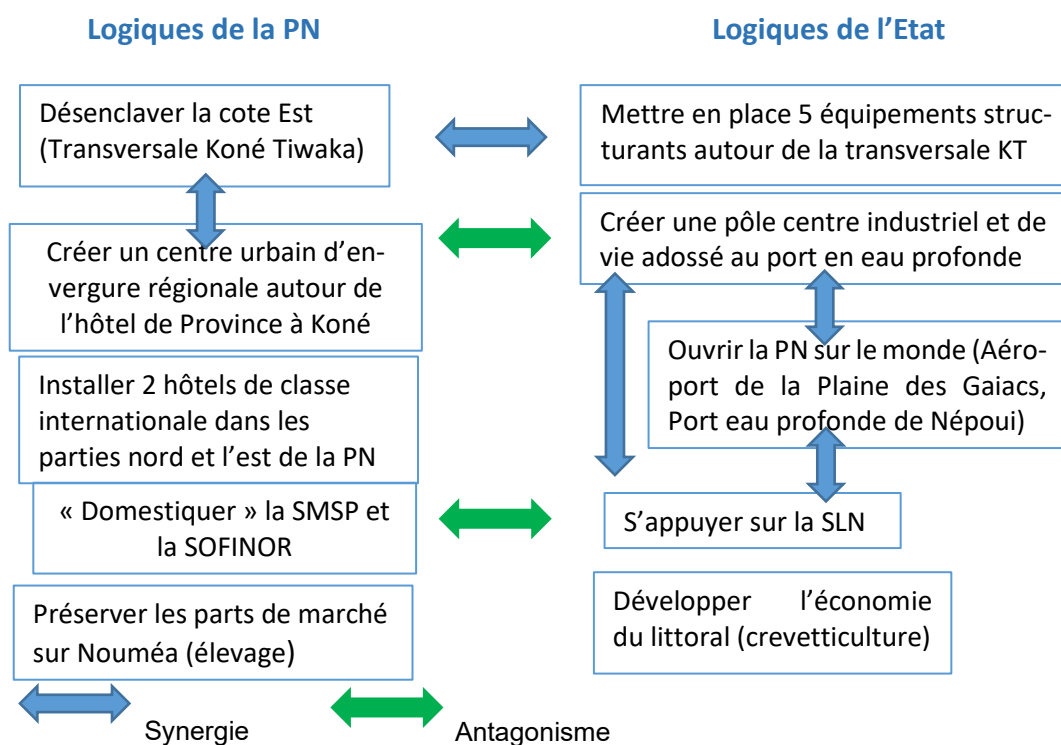 Logiques de la PN
Logiques de l’Etat
Désenclaver la cote Est
(Transversale Koné Tiwaka)
Mettre en place 5 équipements struc-
turants autour de la transversale KT
Créer un centre urbain d’en-
vergure régionale autour de
l’hôtel de Province à Koné
Créer une pôle centre industriel et de
vie adossé au port en eau profonde
Ouvrir la PN sur le monde (Aéro-
port de la Plaine des Gaiacs,
Port eau profonde de Népoui)
Installer 2 hôtels de classe
internationale dans les
parties nord et l’est de la PN
« Domestiquer » la SMSP et
la SOFINOR
S’appuyer sur la SLN
Préserver les parts de marché
sur Nouméa (élevage)
Développer l’économie
du littoral (crevetticulture)
Synergie
Antagonisme